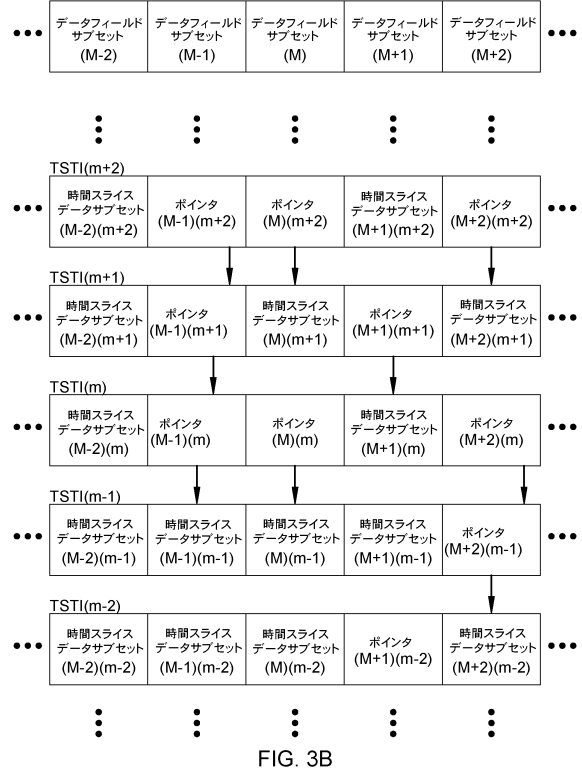 データフィールド
サブセット
(M-2)
データフィールド
サブセット
(M-1)
データフィールド
サブセット
(M)
データフィールド
サブセット
(M+1)
データフィールド
サブセット
(M+2)
TSTI(m+2)
時間スライス
データサブセット
(M-2)(m+2)
ポインタ
(M-1)(m+2)
ポインタ
(M)(m+2)
時間スライス
データサブセット
(M+1)(m+2)
ポインタ
(M+2)(m+2)
TSTI(m+1)
時間スライス
データサブセット
(M-2)(m+1)
ポインタ
(M-1)(m+1)
時間スライス
データサブセット
(M)(m+1)
ポインタ
(M+1)(m+1)
時間スライス
データサブセット
(M+2)(m+1)
TSTI(m)
時間スライス
データサブセット
(M-2)(m)
ポインタ
(M-1)(m)
ポインタ
(M)(m)
時間スライス
データサブセット
(M+1)(m)
ポインタ
(M+2)(m)
TSTI(m-1)
時間スライス
データサブセット
(M-2)(m-1)
時間スライス
データサブセット
(M-1)(m-1)
時間スライス
データサブセット
(M)(m-1)
時間スライス
データサブセット
(M+1)(m-1)
ポインタ
(M+2)(m-1)
TSTI(m-2)
時間スライス
データサブセット
(M-2)(m-2)
時間スライス
データサブセット
(M-1)(m-2)
時間スライス
データサブセット
(M)(m-2)
ポインタ
(M+1)(m-2)
時間スライス
データサブセット
(M+2)(m-2)
FIG. 3B